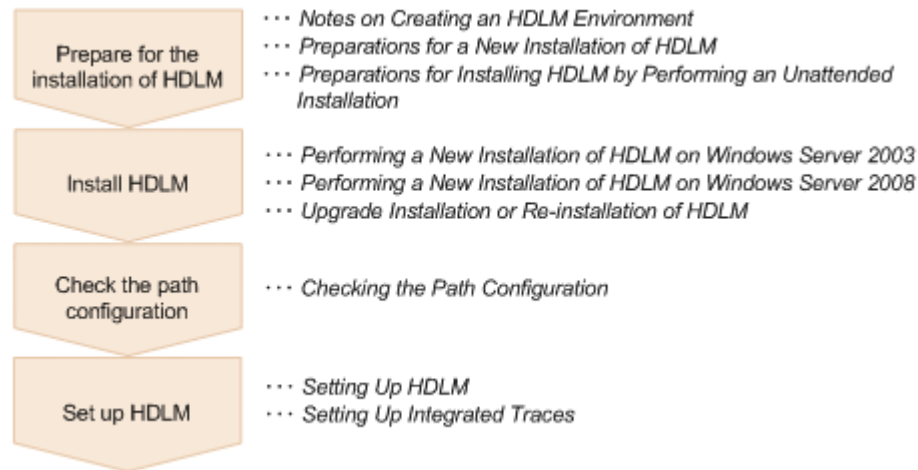 Prepare for the
installation of HDLM
··· Notes on Creating an HDLM Environment
··· Preparations for a New Installation of HDLM
··· Preparations for Installing HDLM by Performing an Unattended
Installation
Install HDLM
··· Performing a New Installation of HDLM on Windows Server 2003
··· Performing a New Installation of HDLM on Windows Server 2008
··· Upgrade Installation or Re-installation of HDLM
Check the path
configuration
··· Checking the Path Configuration
Set up HDLM
··· Setting Up HDLM
··· Setting Up Integrated Traces